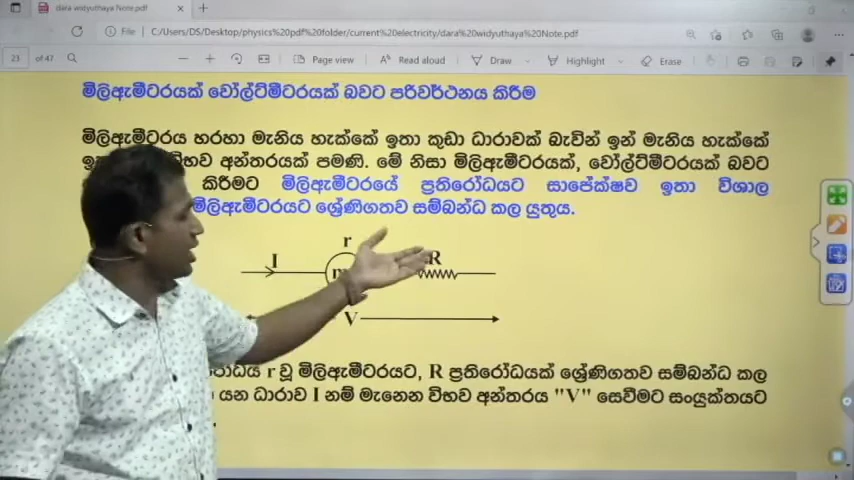 dara widyuthaya Note.pdf
File C:/Users/DS/Desktop/physics%20pdf%20folder/current%20electricity/dara%20widyuthaya%20Note.pdf
23 of 47 Page view Read aloud Draw Highlight Erase
මිලිඇමීටරයක් වෝල්ට්මීටරයක් බවට පරිවර්ථනය කිරීම
මිලිඇමීටරය හරහා මැනිය හැක්කේ ඉතා කුඩා ධාරාවක් බැවින් ඉන් මැනිය හැක්කේ
විභව අන්තරයක් පමණි. මේ නිසා මිලිඇමීටරයක්, වෝල්ට්මීටරයක් බවට
කිරීමට මිලිඇමීටරයේ ප්‍රතිරෝධයට සාපේක්ෂව ඉතා විශාල
මිලිඇමීටරයට ශ්‍රේණිගතව සම්බන්ධ කල යුතුය.
r
I R
V
r වූ මිලිඇමීටරයට, R ප්‍රතිරෝධයක් ශ්‍රේණිගතව සම්බන්ධ කල
යන ධාරාව I නම් මැනෙන විභව අන්තරය "V" සෙවීමට සංයුක්තයට